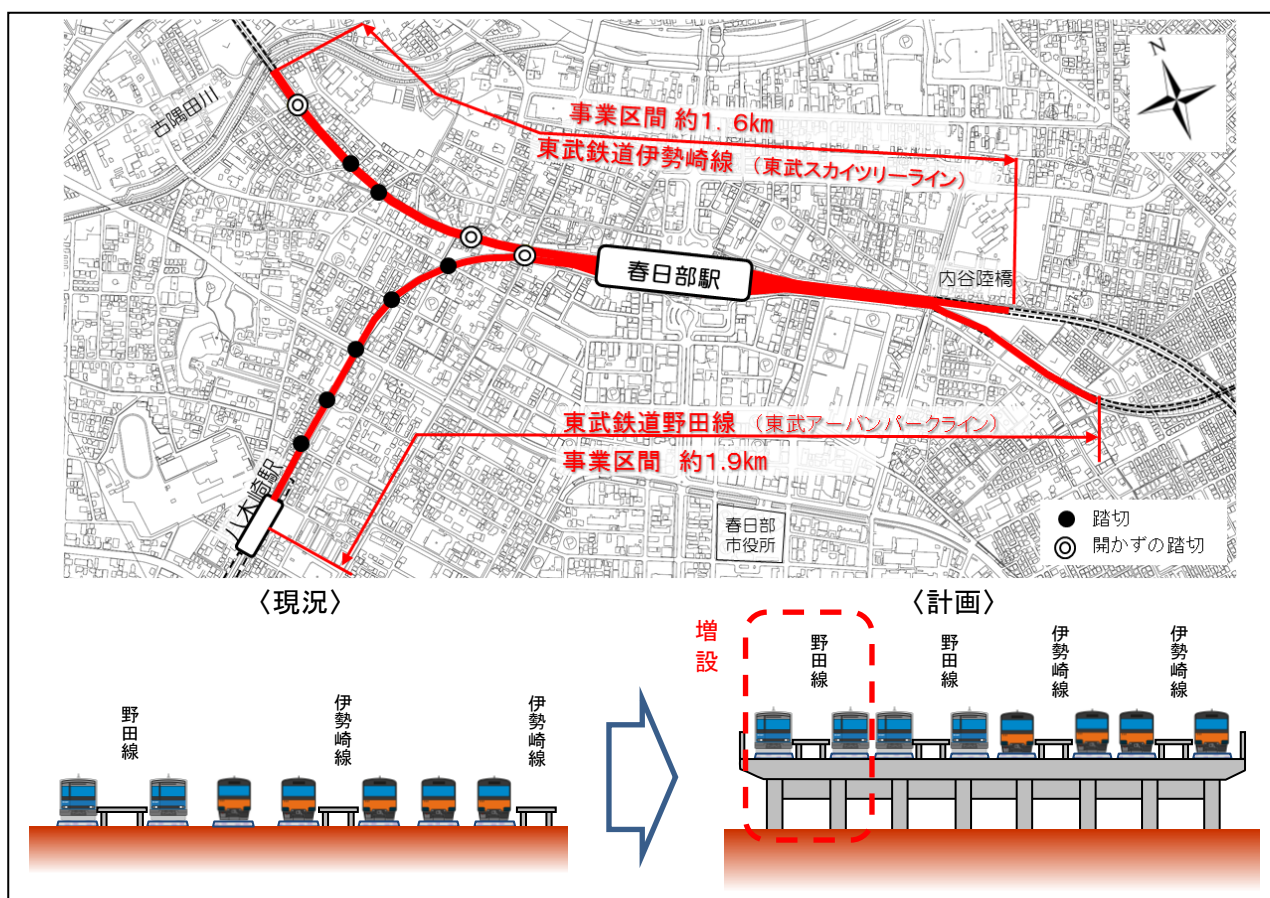 N
古隅田川
事業区間 約1.6km
東武鉄道伊勢崎線 (東武スカイツリーライン)
春日部駅
内谷陸橋
東武鉄道野田線 (東武アーバンパークライン)
事業区間 約1.9km
八木崎駅
春日部
市役所
踏切
開かずの踏切
〈現況〉
野田線
伊勢崎線
伊勢崎線
〈計画〉
増設
野田線
野田線
伊勢崎線
伊勢崎線